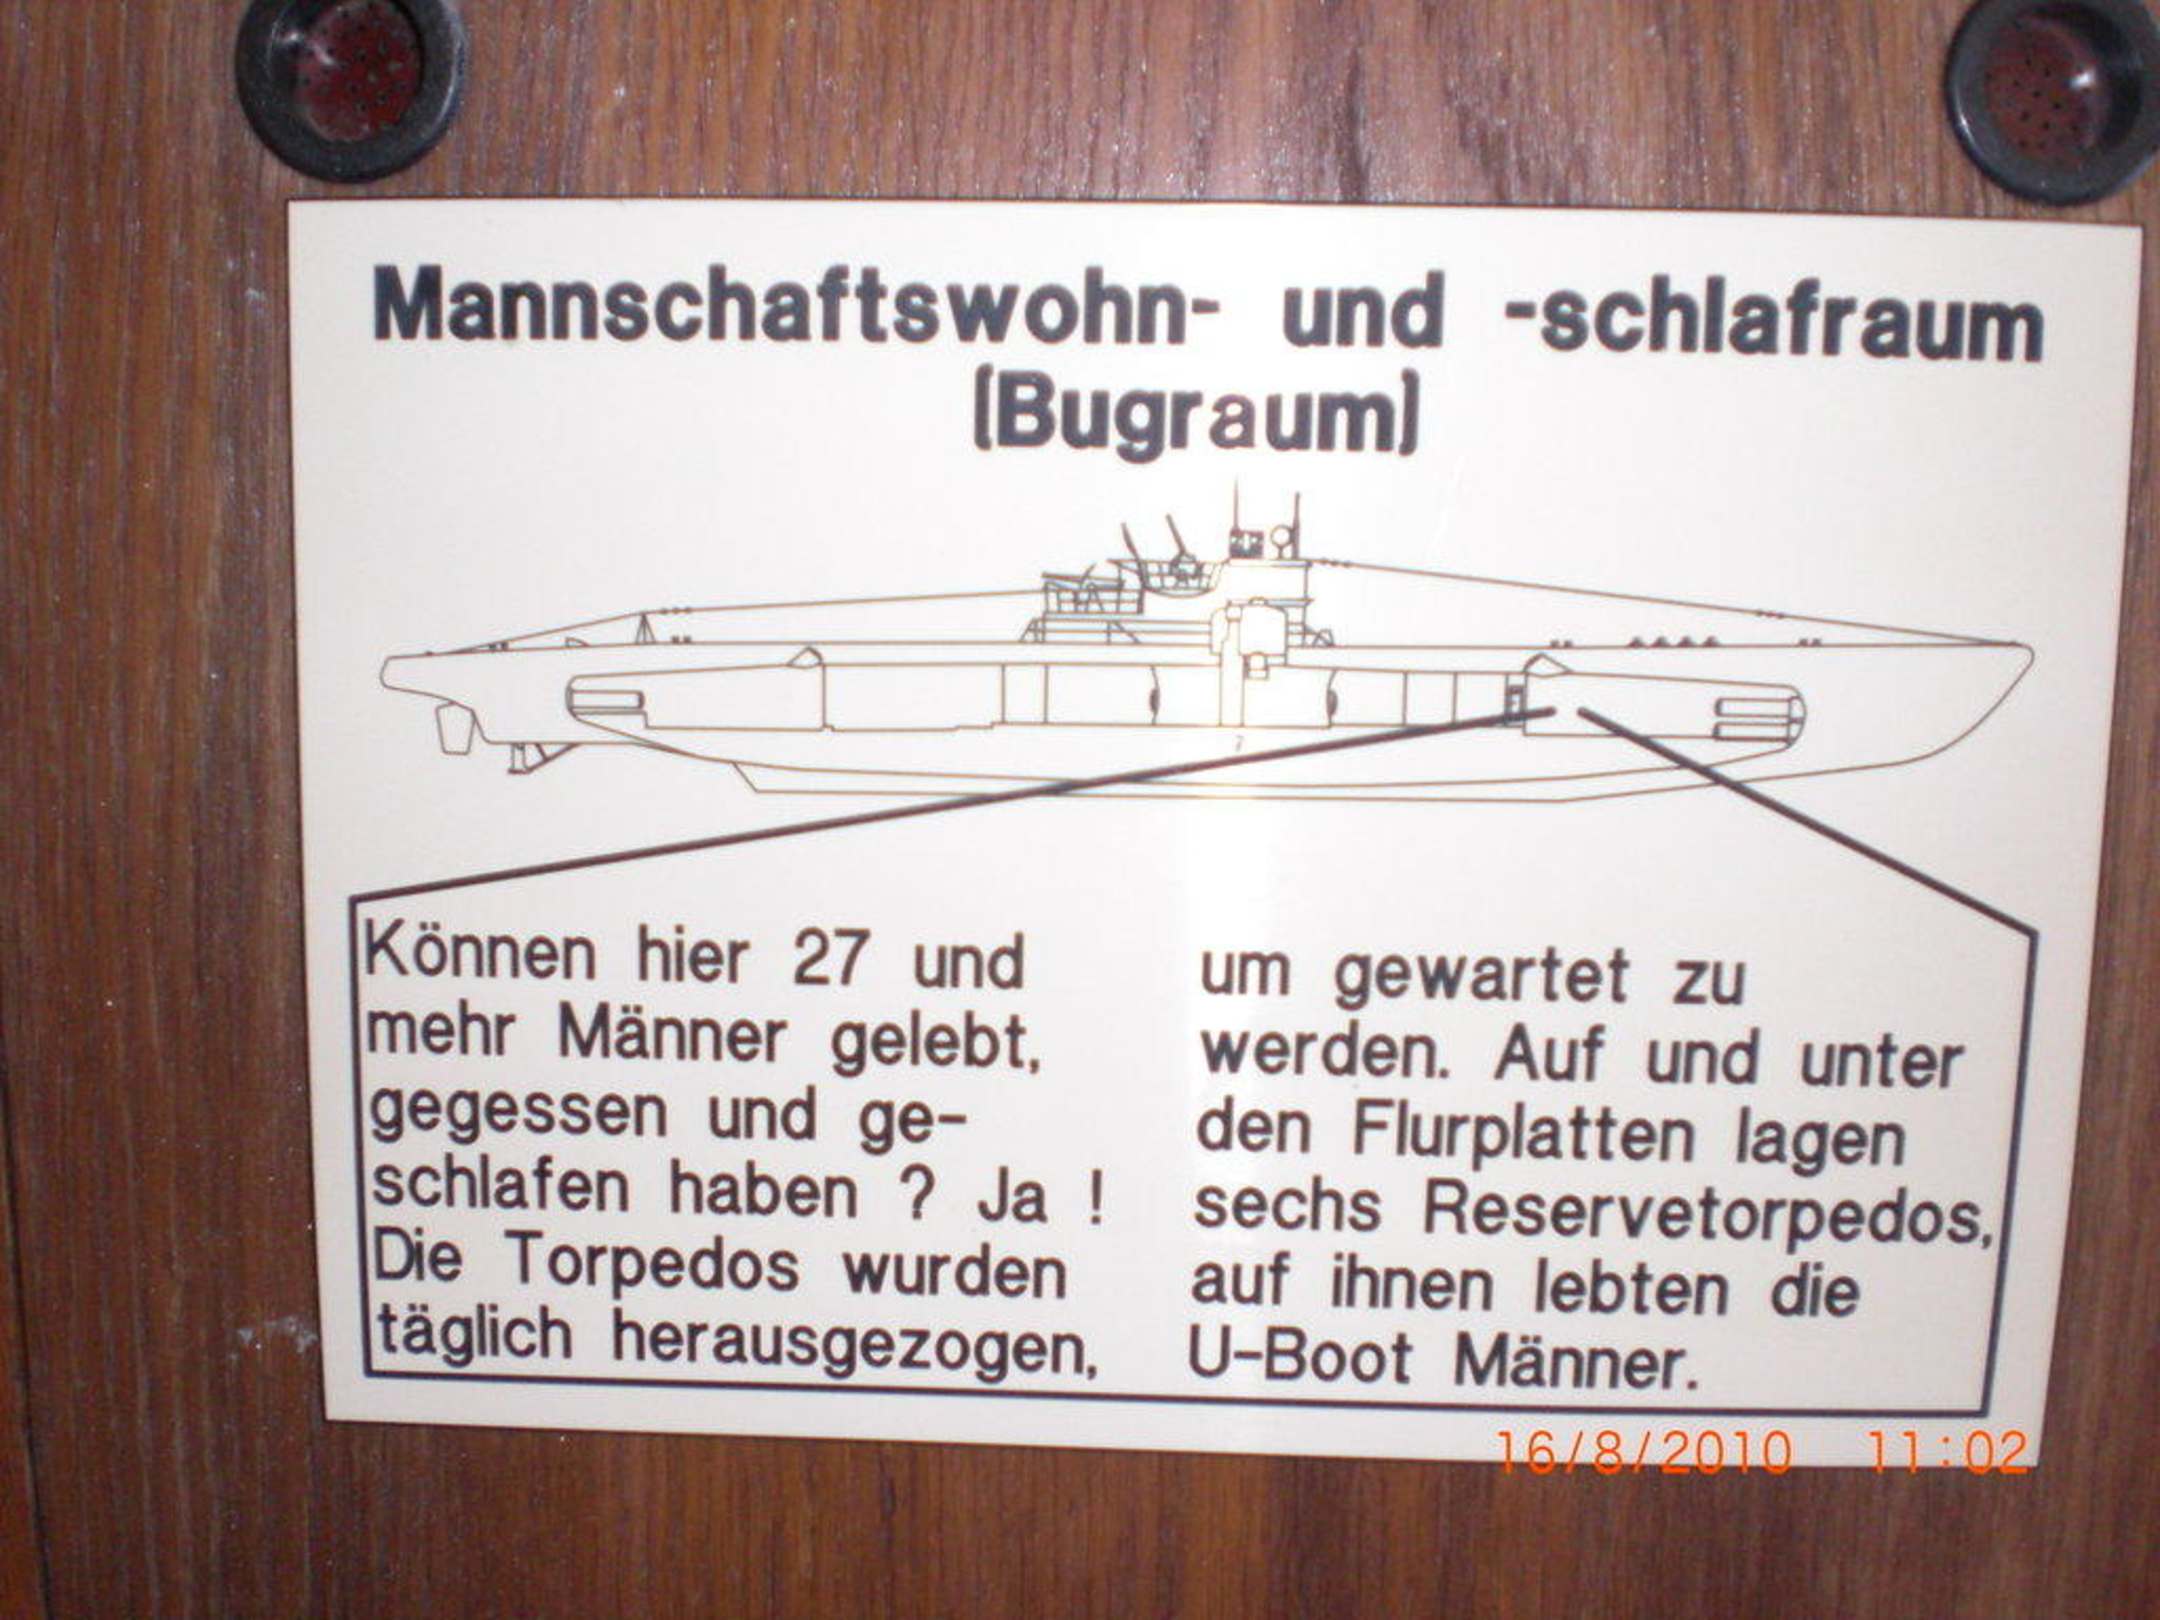 Mannschaftswohn- und -schlafraum
(Bugraum)
Können hier 27 und
mehr Männer gelebt,
gegessen und ge-
schlafen haben ? Ja !
Die Torpedos wurden
täglich herausgezogen,
um gewartet zu
werden. Auf und unter
den Flurplatten lagen
sechs Reservetorpedos,
auf ihnen lebten die
U-Boot Männer.
16/8/2010 11:02